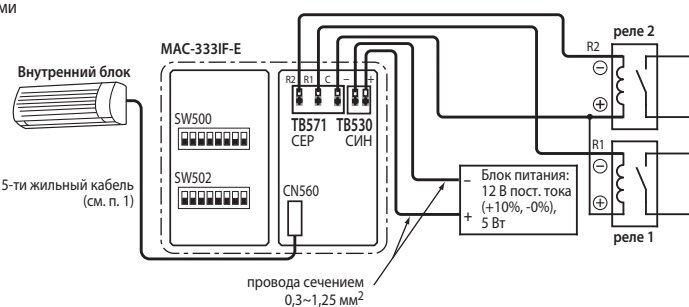 ми
реле 2
R2
MAC-333IF-E
Внутренний блок
R2 R1 C – +
⊖
⊕
SW500
TB571 TB530
СЕР СИН
R1
⊖
⊕
SW502
CN560
5-ти жильный кабель
(см. п. 1)
– Блок питания:
12 В пост. тока
(+10%, -0%),
+ 5 Вт
реле 1
провода сечением
0,3~1,25 мм²